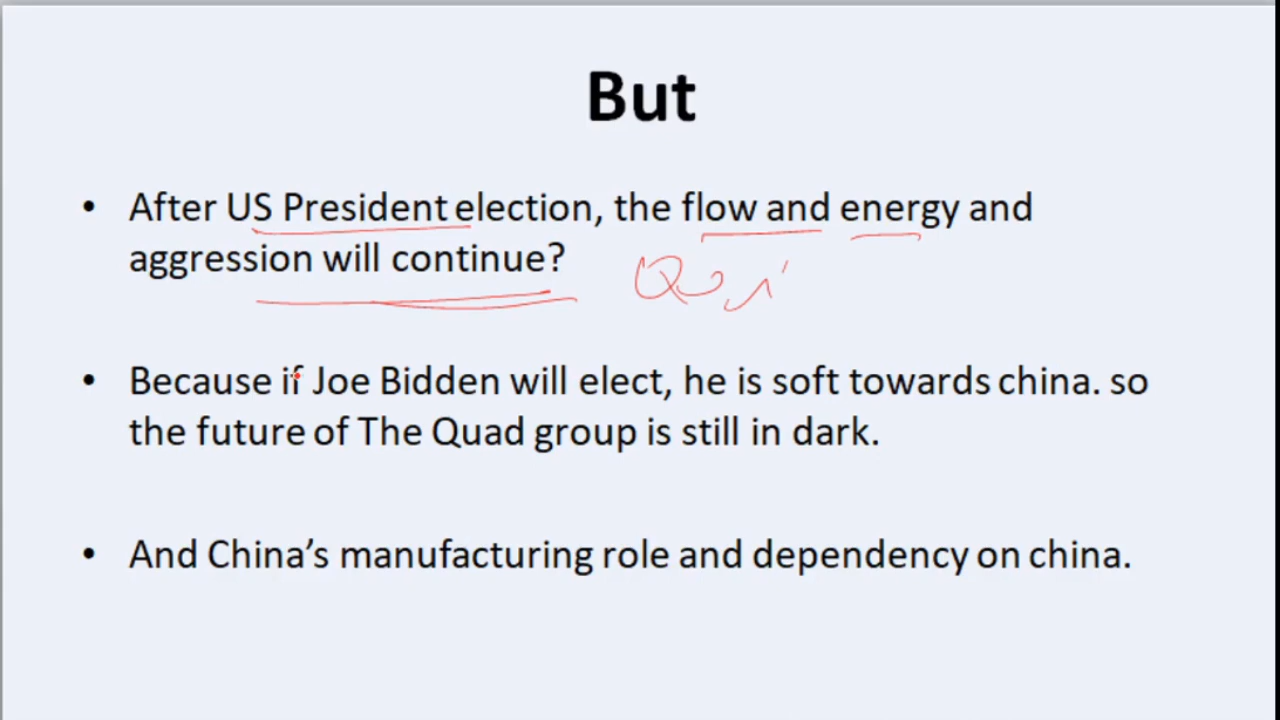 But
• After US President election, the flow and energy and
aggression will continue?
• Because if Joe Bidden will elect, he is soft towards china. so
the future of The Quad group is still in dark.
• And China's manufacturing role and dependency on china.